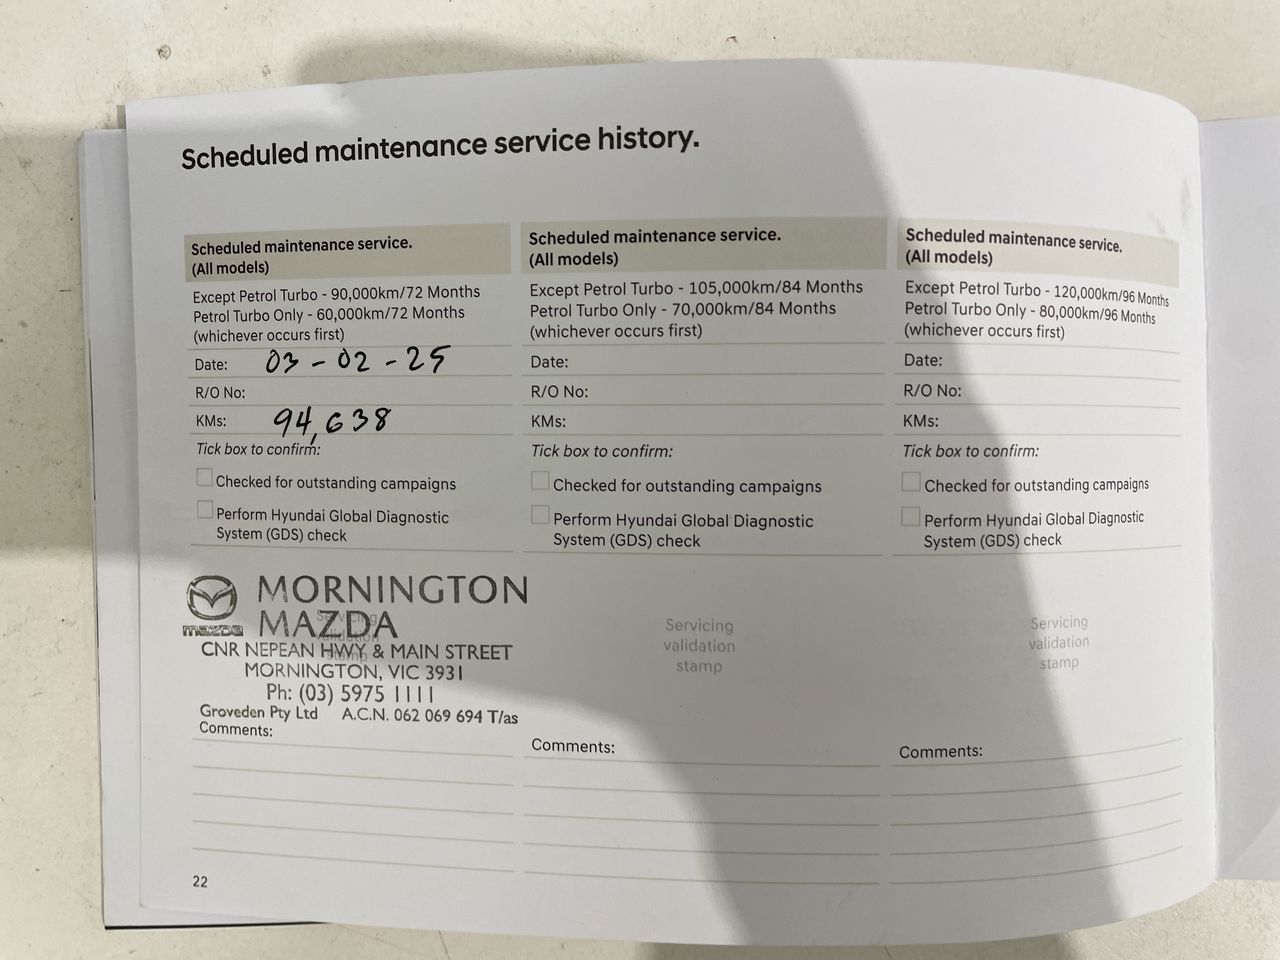 Scheduled maintenance service history.
Scheduled maintenance service.
(All models)
Except Petrol Turbo - 90,000km/72 Months
Petrol Turbo Only - 60,000km/72 Months
(whichever occurs first)
Date: 03 - 02 - 25
R/O No:
KMs: 94,638
Tick box to confirm:
Checked for outstanding campaigns
Perform Hyundai Global Diagnostic
System (GDS) check
mazda
MORNINGTON
MAZDA
Servicing
validation
stamp
CNR NEPEAN HWY & MAIN STREET
MORNINGTON, VIC 3931
Ph: (03) 5975 1111
Groveden Pty Ltd A.C.N. 062 069 694 T/as
Comments:
Scheduled maintenance service.
(All models)
Except Petrol Turbo - 105,000km/84 Months
Petrol Turbo Only - 70,000km/84 Months
(whichever occurs first)
Date:
R/O No:
KMs:
Tick box to confirm:
Checked for outstanding campaigns
Perform Hyundai Global Diagnostic
System (GDS) check
Servicing
validation
stamp
Comments:
Scheduled maintenance service.
(All models)
Except Petrol Turbo - 120,000km/96 Months
Petrol Turbo Only - 80,000km/96 Months
(whichever occurs first)
Date:
R/O No:
KMs:
Tick box to confirm:
Checked for outstanding campaigns
Perform Hyundai Global Diagnostic
System (GDS) check
Servicing
validation
stamp
Comments:
22